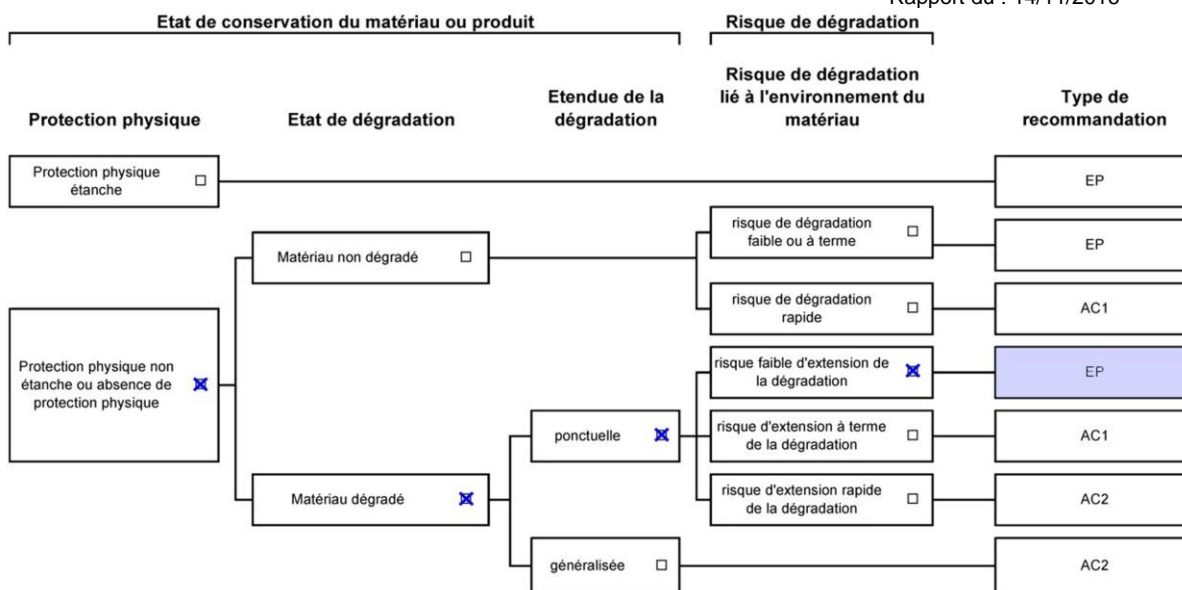 Etat de conservation du matériau ou produit
Risque de dégradation
Protection physique
Etat de dégradation
Etendue de la
dégradation
Risque de dégradation
lié à l'environnement du
matériau
Type de
recommandation
Protection physique
étanche
EP
risque de dégradation
faible ou à terme
EP
Matériau non dégradé
risque de dégradation
rapide
AC1
Protection physique non
étanche ou absence de
protection physique
risque faible d'extension de
la dégradation
EP
ponctuelle
risque d'extension à terme
de la dégradation
AC1
Matériau dégradé
risque d'extension rapide
de la dégradation
AC2
généralisée
AC2